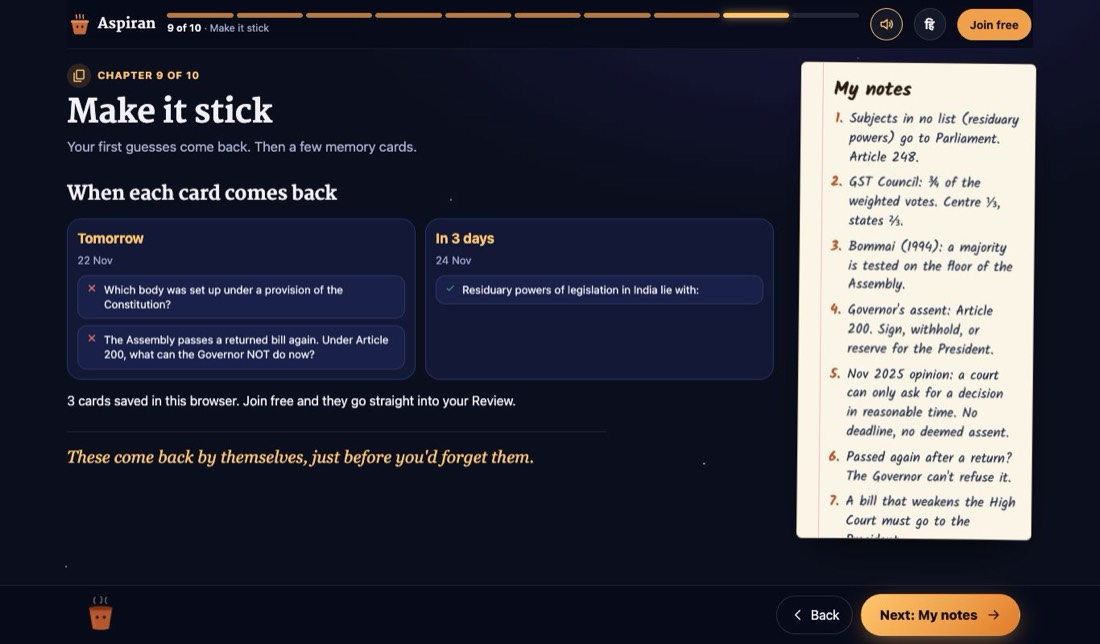 Aspiran
9 of 10 · Make it stick
हि
Join free
CHAPTER 9 OF 10
Make it stick
Your first guesses come back. Then a few memory cards.
When each card comes back
Tomorrow
22 Nov
Which body was set up under a provision of the
Constitution?
The Assembly passes a returned bill again. Under Article
200, what can the Governor NOT do now?
In 3 days
24 Nov
Residuary powers of legislation in India lie with:
3 cards saved in this browser. Join free and they go straight into your Review.
These come back by themselves, just before you'd forget them.
My notes
1. Subjects in no list (residuary
powers) go to Parliament.
Article 248.
2. GST Council: ¾ of the
weighted votes. Centre ⅓,
states ⅔.
3. Bommai (1994): a majority
is tested on the floor of the
Assembly.
4. Governor's assent: Article
200. Sign, withhold, or
reserve for the President.
5. Nov 2025 opinion: a court
can only ask for a decision
in reasonable time. No
deadline, no deemed assent.
6. Passed again after a return?
The Governor can't refuse it.
7. A bill that weakens the High
Court must go to the
Back
Next: My notes